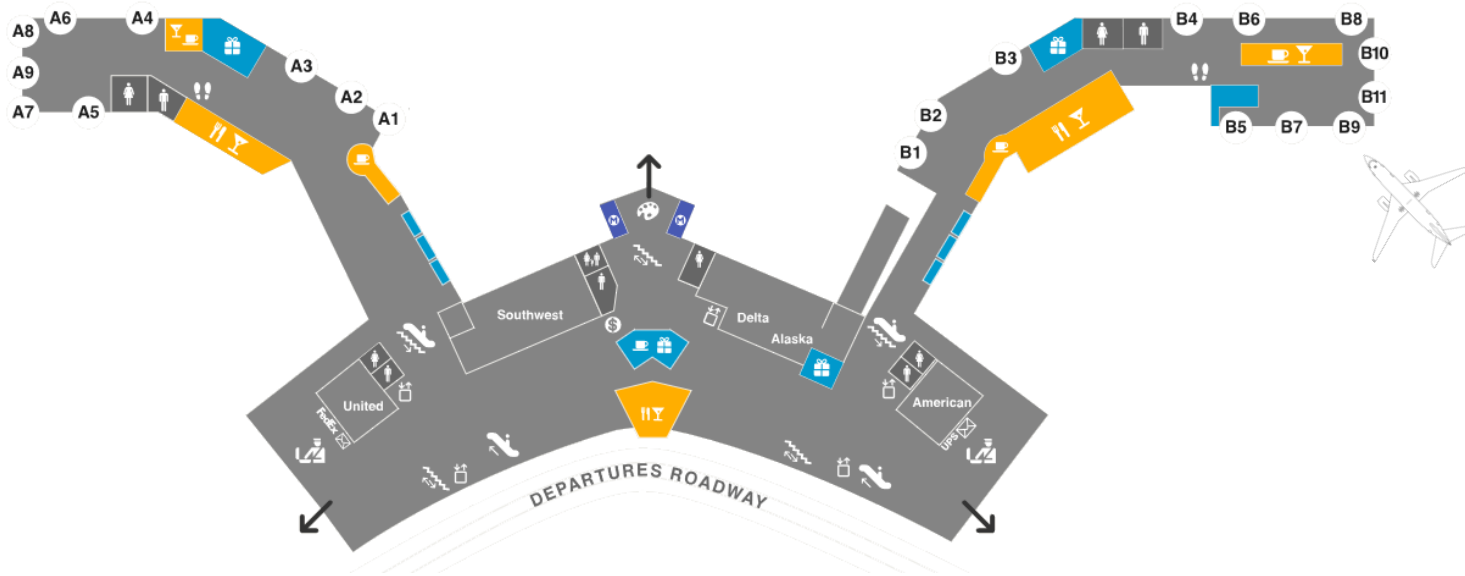 A8
A6
A4
A9
A7
A5
A3
A2
A1
B4
B6
B8
B3
B10
B2
B11
B1
B5
B7
B9
M
M
Southwest
$
Delta
Alaska
United
FedEx
American
UPS
DEPARTURES ROADWAY